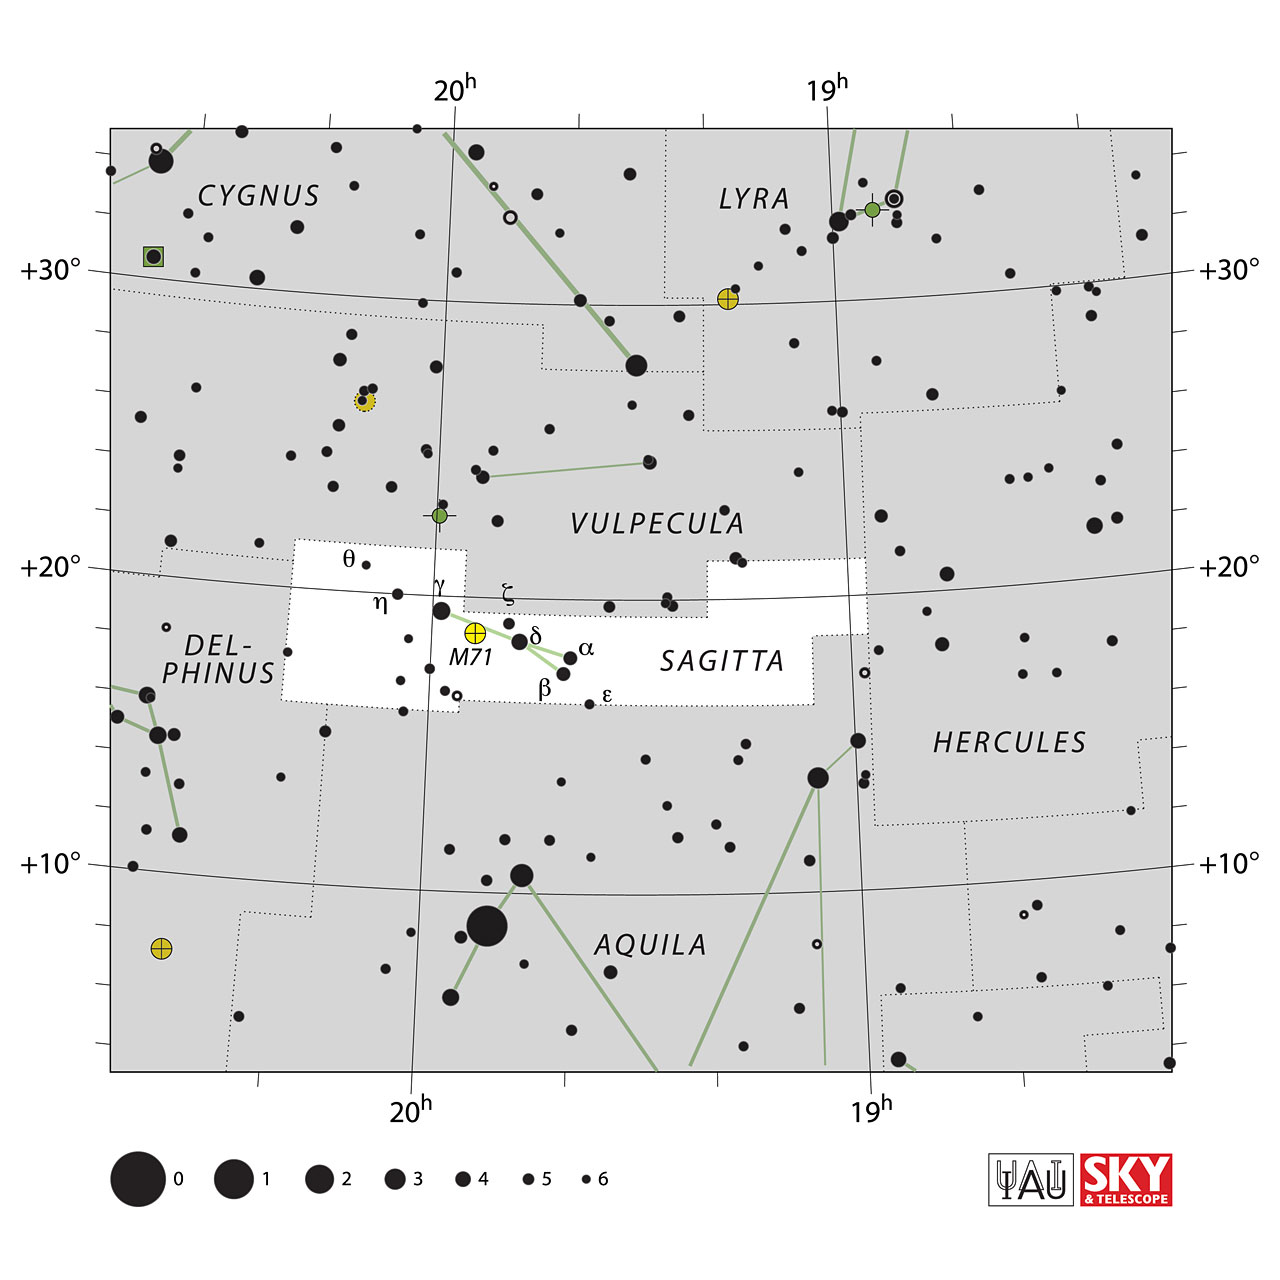 20h
19h
CYGNUS
LYRA
+30°
+30°
VULPECULA
+20°
+20°
θ
η
γ
ζ
δ
α
M71
β
ε
SAGITTA
DEL-
PHINUS
HERCULES
+10°
+10°
AQUILA
20h
19h
0
1
2
3
4
5
6
IAU
SKY
& TELESCOPE